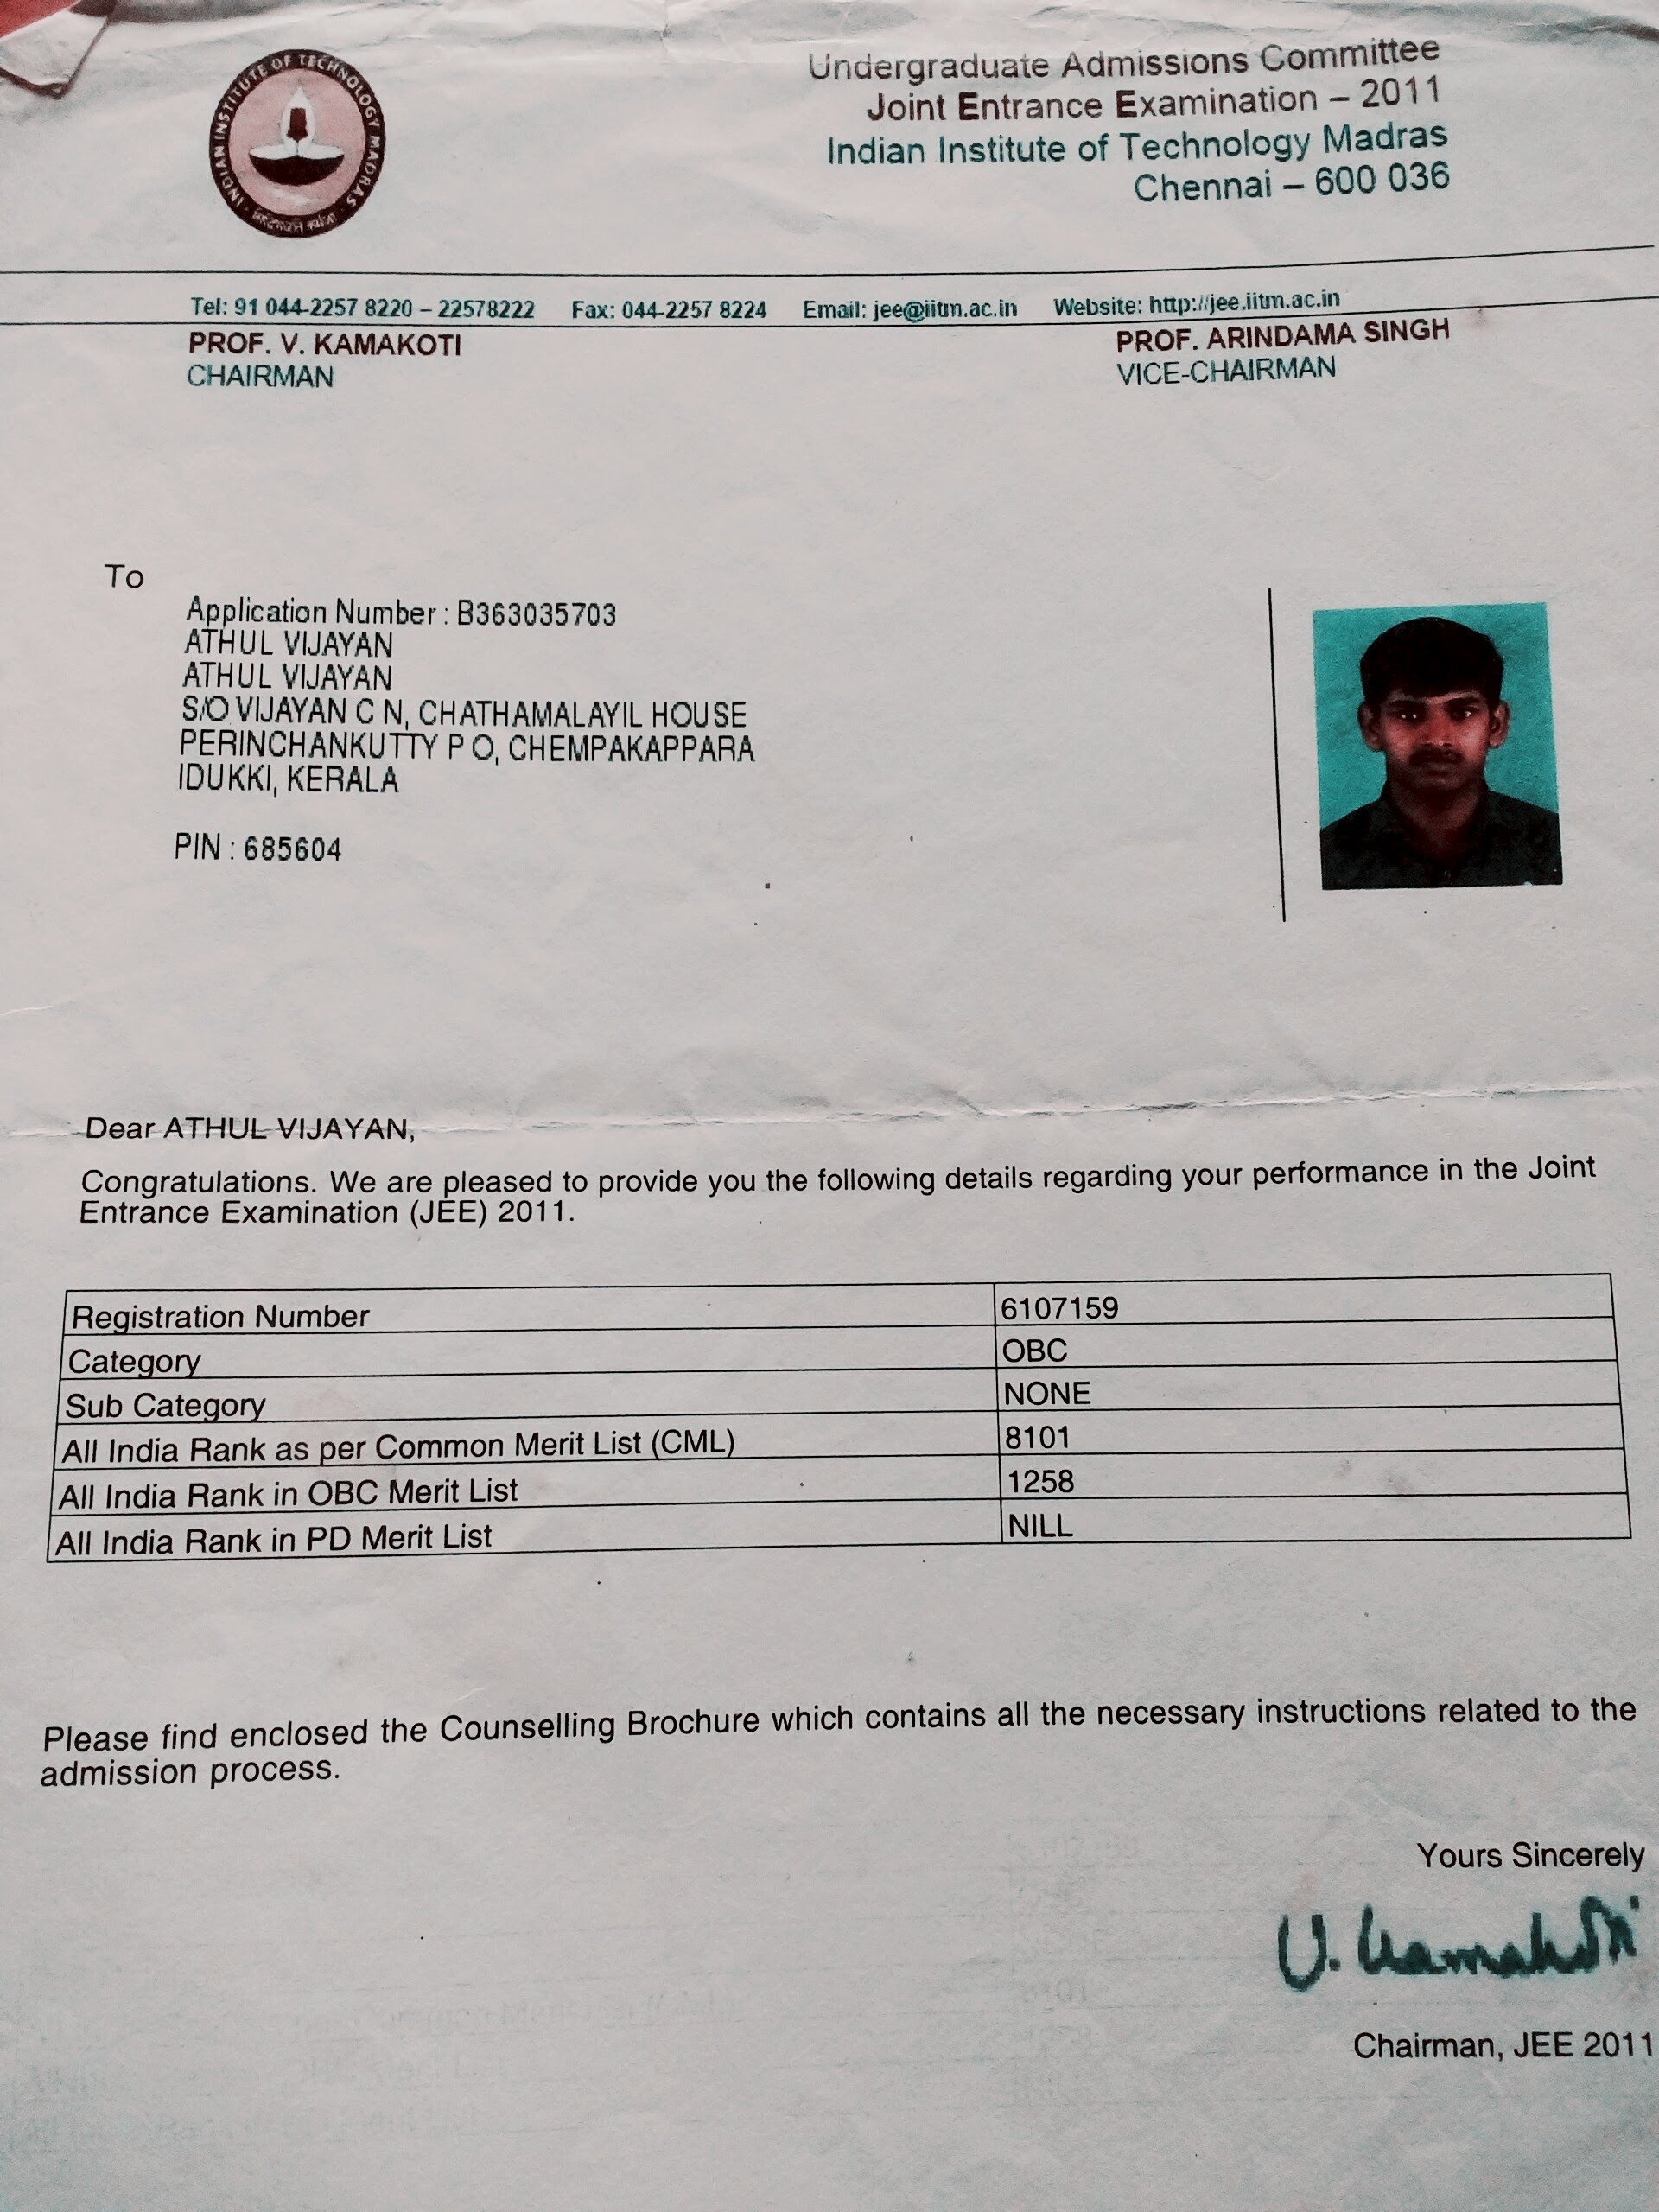 INDIAN INSTITUTE OF TECHNOLOGY MADRAS
Undergraduate Admissions Committee
Joint Entrance Examination – 2011
Indian Institute of Technology Madras
Chennai – 600 036
Tel: 91 044-2257 8220 – 22578222 Fax: 044-2257 8224 Email: jee@iitm.ac.in Website: http://jee.iitm.ac.in
PROF. V. KAMAKOTI PROF. ARINDAMA SINGH
CHAIRMAN VICE-CHAIRMAN
To
Application Number : B363035703
ATHUL VIJAYAN
ATHUL VIJAYAN
S/O VIJAYAN C N, CHATHAMALAYIL HOUSE
PERINCHANKUTTY P O, CHEMPAKAPPARA
IDUKKI, KERALA
PIN : 685604
Dear ATHUL VIJAYAN,
Congratulations. We are pleased to provide you the following details regarding your performance in the Joint
Entrance Examination (JEE) 2011.
Registration Number 6107159
Category OBC
Sub Category NONE
All India Rank as per Common Merit List (CML) 8101
All India Rank in OBC Merit List 1258
All India Rank in PD Merit List NILL
Please find enclosed the Counselling Brochure which contains all the necessary instructions related to the
admission process.
Yours Sincerely
V. Kamakoti
Chairman, JEE 2011